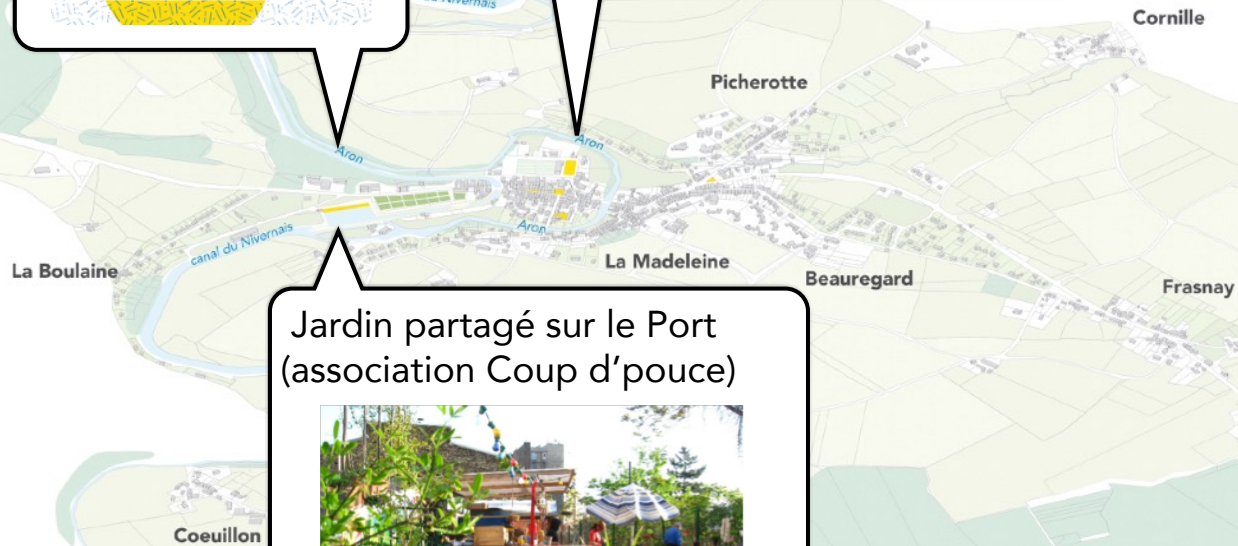 Nivernais
Cornille
Picherotte
Aron
Aron
canal du Nivernais
Aron
La Boulaine
La Madeleine
Beauregard
Frasnay
Jardin partagé sur le Port
(association Coup d’pouce)
Coeuillon